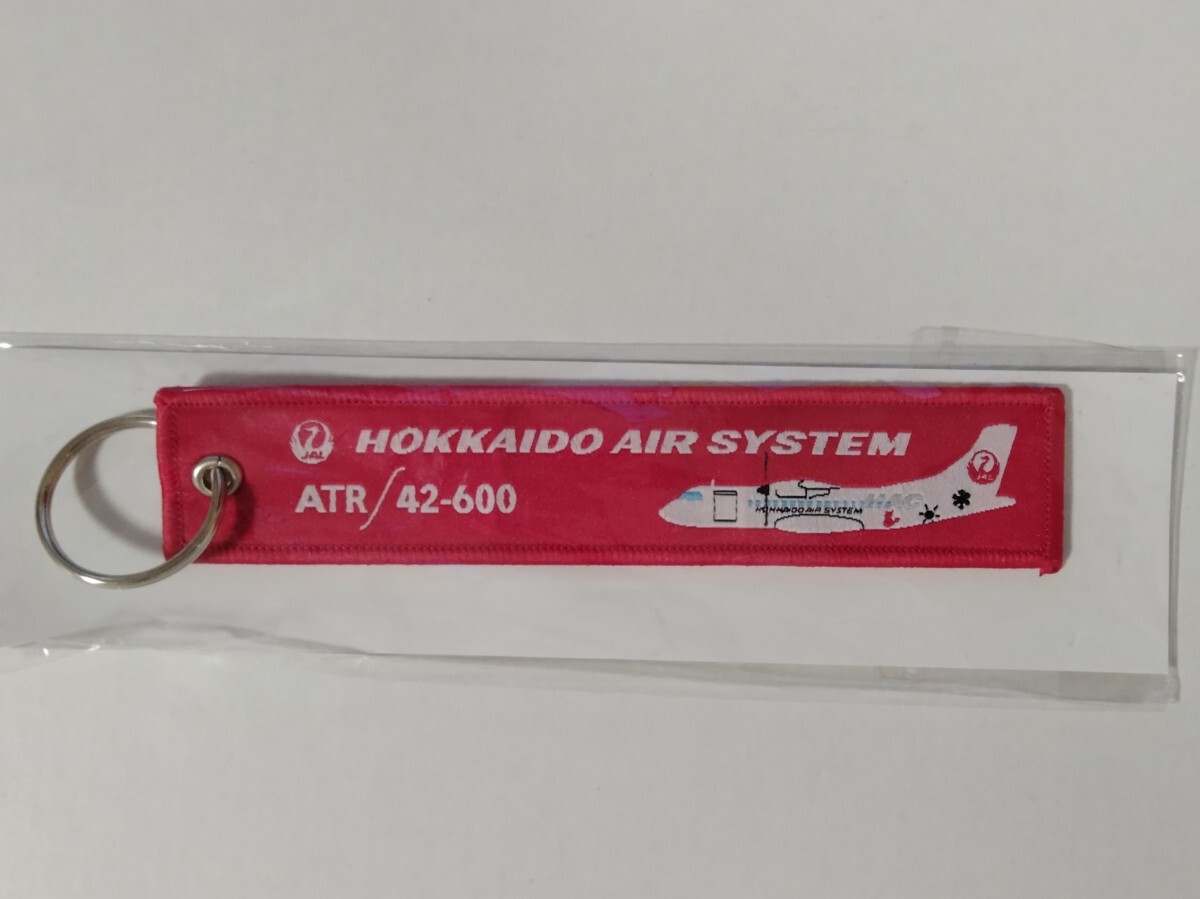 JAL HOKKAIDO AIR SYSTEM
ATR/42-600
HOKKAIDO AIR SYSTEM
HAC
JAL